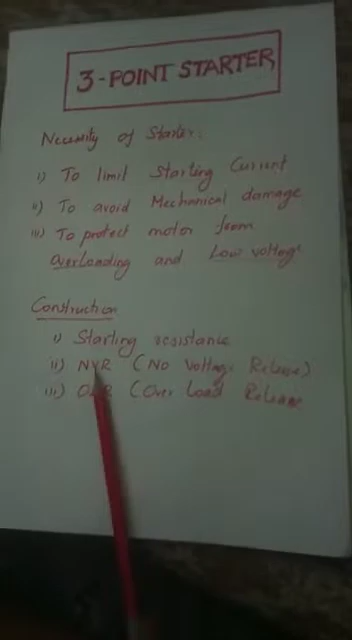 3-POINT STARTER
Necessity of Starter:
i) To limit Starting Current
ii) To avoid Mechanical damage
iii) To protect motor from
Overloading and Low voltage
Construction
i) Starting resistance
ii) NVR (No Voltage Release)
iii) OLR (Over Load Release